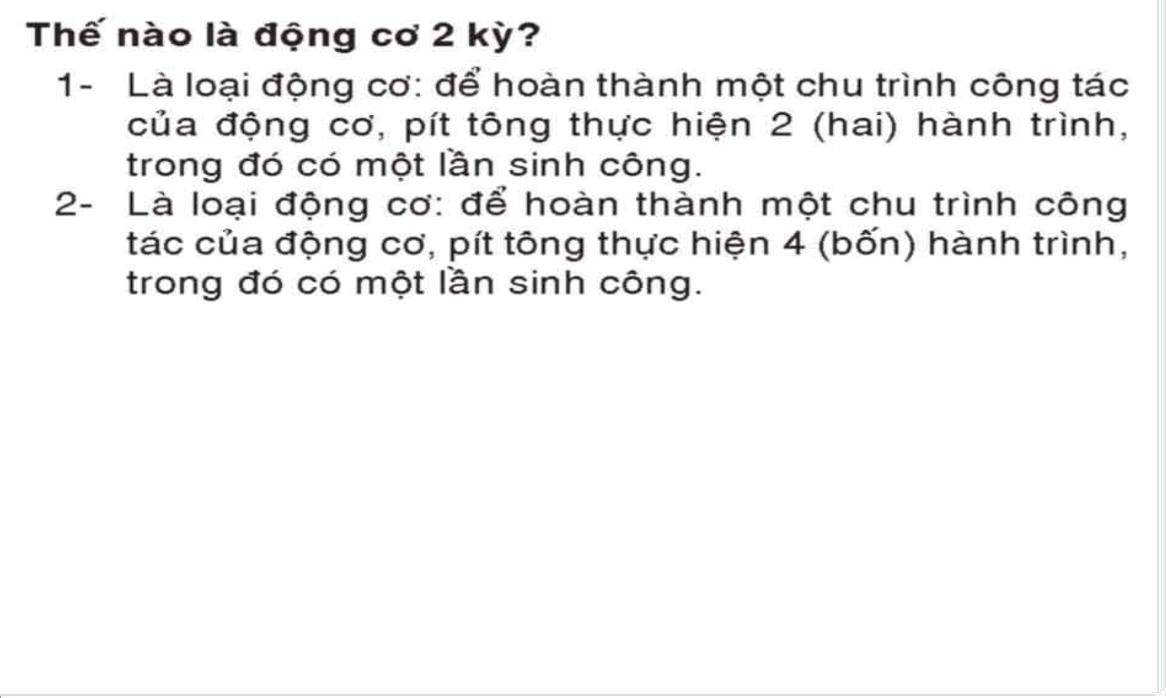 Thế nào là động cơ 2 kỳ?
1- Là loại động cơ: để hoàn thành một chu trình công tác
của động cơ, pít tông thực hiện 2 (hai) hành trình,
trong đó có một lần sinh công.
2- Là loại động cơ: để hoàn thành một chu trình công
tác của động cơ, pít tông thực hiện 4 (bốn) hành trình,
trong đó có một lần sinh công.